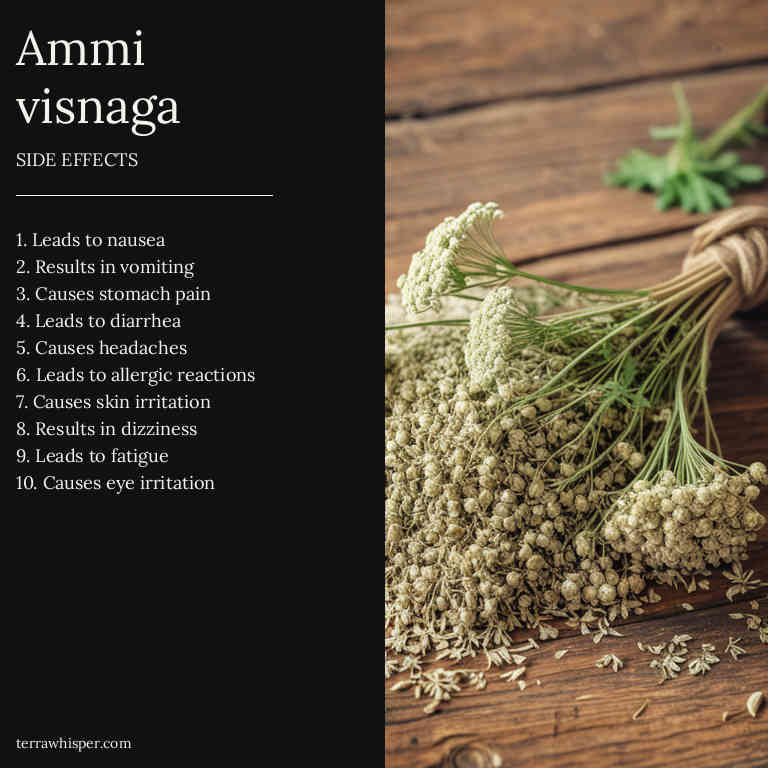 Ammi
visnaga
SIDE EFFECTS
1. Leads to nausea
2. Results in vomiting
3. Causes stomach pain
4. Leads to diarrhea
5. Causes headaches
6. Leads to allergic reactions
7. Causes skin irritation
8. Results in dizziness
9. Leads to fatigue
10. Causes eye irritation
terrawhisper.com